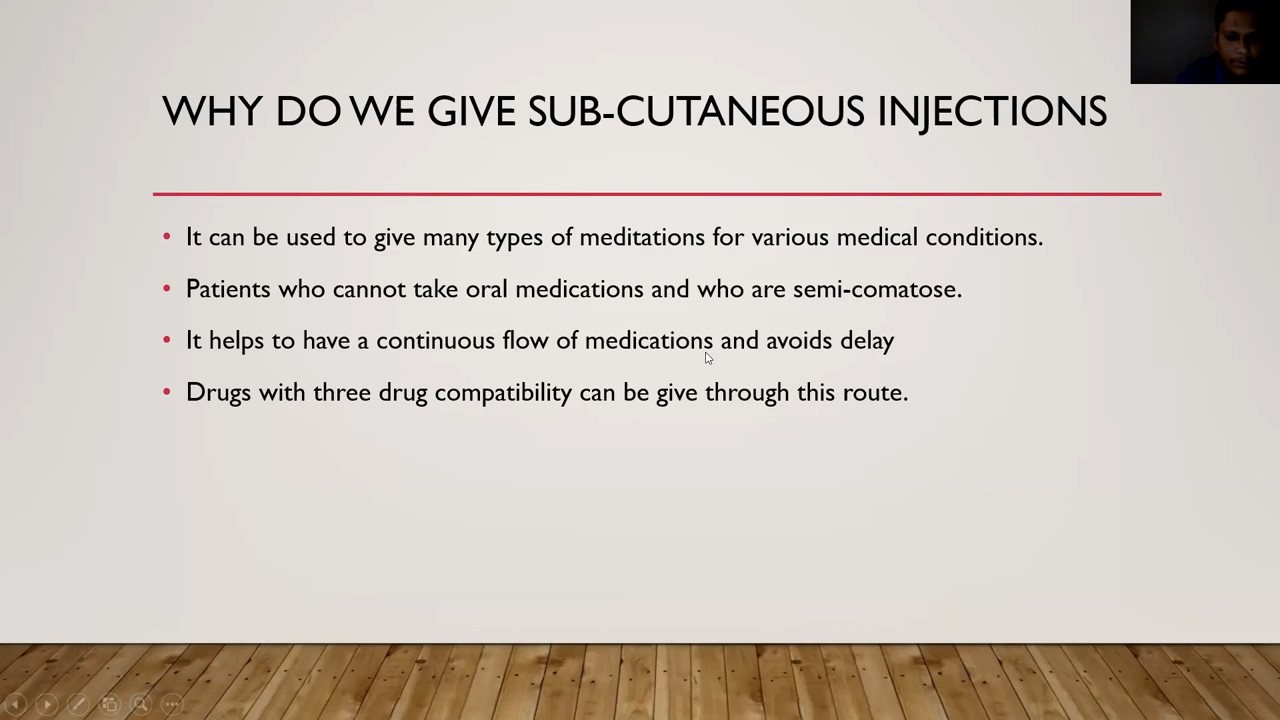 WHY DO WE GIVE SUB-CUTANEOUS INJECTIONS
• It can be used to give many types of meditations for various medical conditions.
• Patients who cannot take oral medications and who are semi-comatose.
• It helps to have a continuous flow of medications and avoids delay
• Drugs with three drug compatibility can be give through this route.